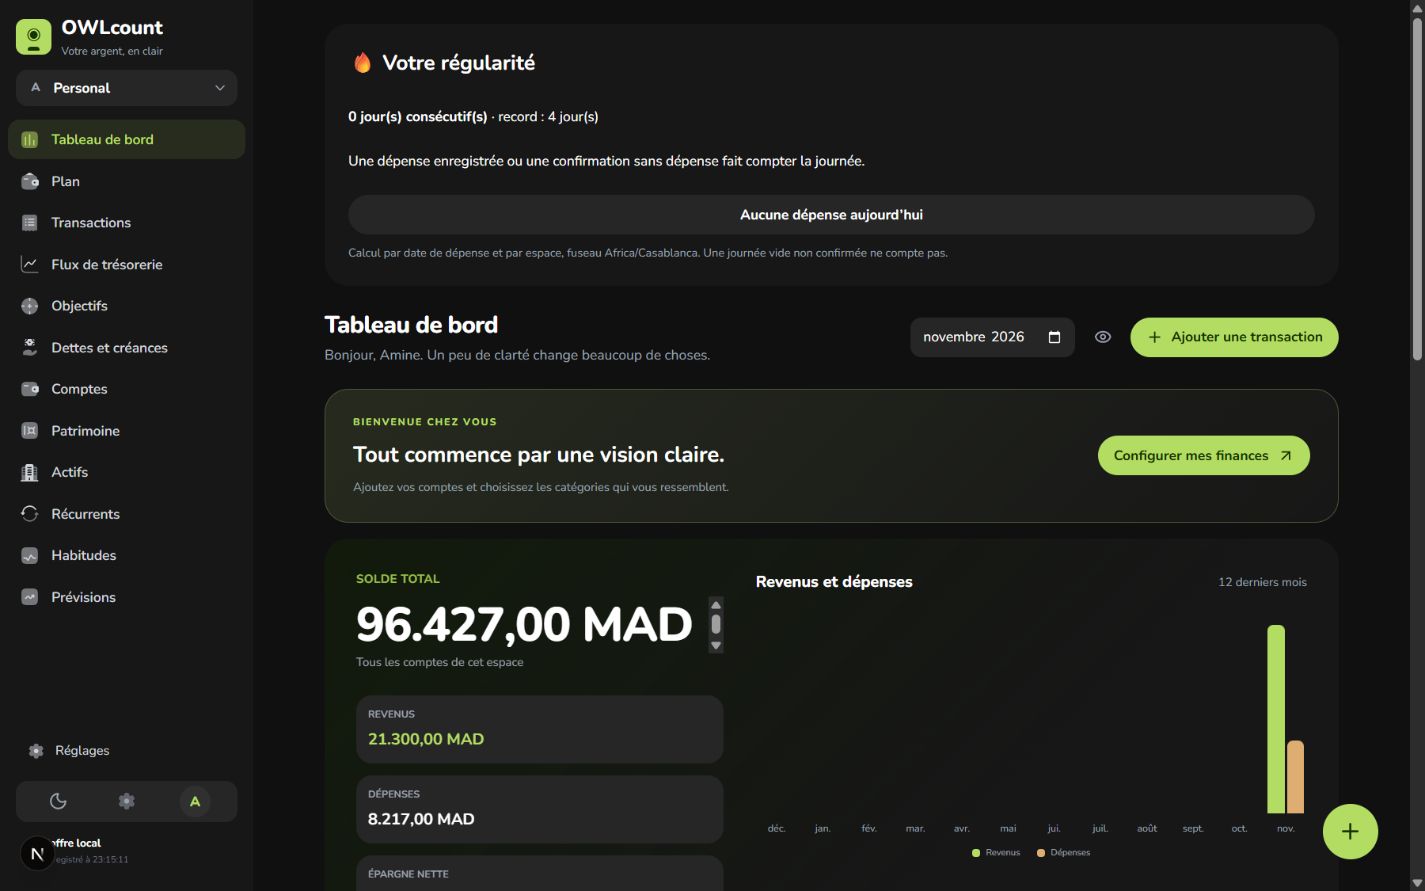 OWLcount
Votre argent, en clair
A Personal
Tableau de bord
Plan
Transactions
Flux de trésorerie
Objectifs
Dettes et créances
Comptes
Patrimoine
Actifs
Récurrents
Habitudes
Prévisions
Réglages
A
N
offre local
egistré à 23:15:11
Votre régularité
0 jour(s) consécutif(s) · record : 4 jour(s)
Une dépense enregistrée ou une confirmation sans dépense fait compter la journée.
Aucune dépense aujourd’hui
Calcul par date de dépense et par espace, fuseau Africa/Casablanca. Une journée vide non confirmée ne compte pas.
Tableau de bord
Bonjour, Amine. Un peu de clarté change beaucoup de choses.
novembre 2026
+ Ajouter une transaction
BIENVENUE CHEZ VOUS
Tout commence par une vision claire.
Ajoutez vos comptes et choisissez les catégories qui vous ressemblent.
Configurer mes finances
SOLDE TOTAL
96.427,00 MAD
Tous les comptes de cet espace
REVENUS
21.300,00 MAD
DÉPENSES
8.217,00 MAD
ÉPARGNE NETTE
Revenus et dépenses
12 derniers mois
déc. jan. fév. mar. avr. mai jui. juil. août sept. oct. nov.
Revenus Dépenses
+